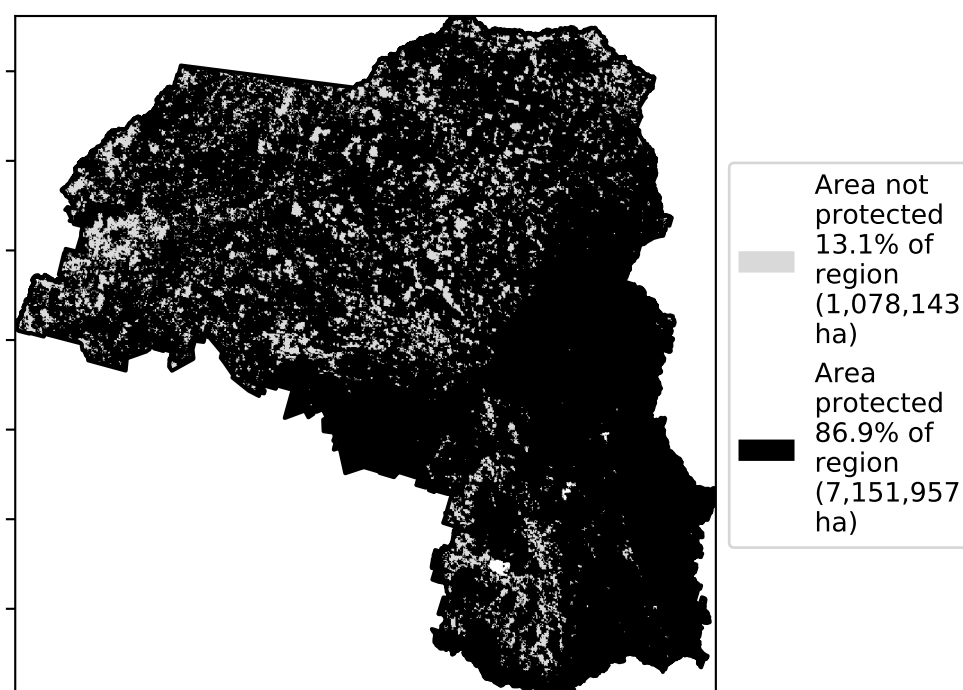 Area not
protected
13.1% of
region
(1,078,143
ha)
Area
protected
86.9% of
region
(7,151,957
ha)